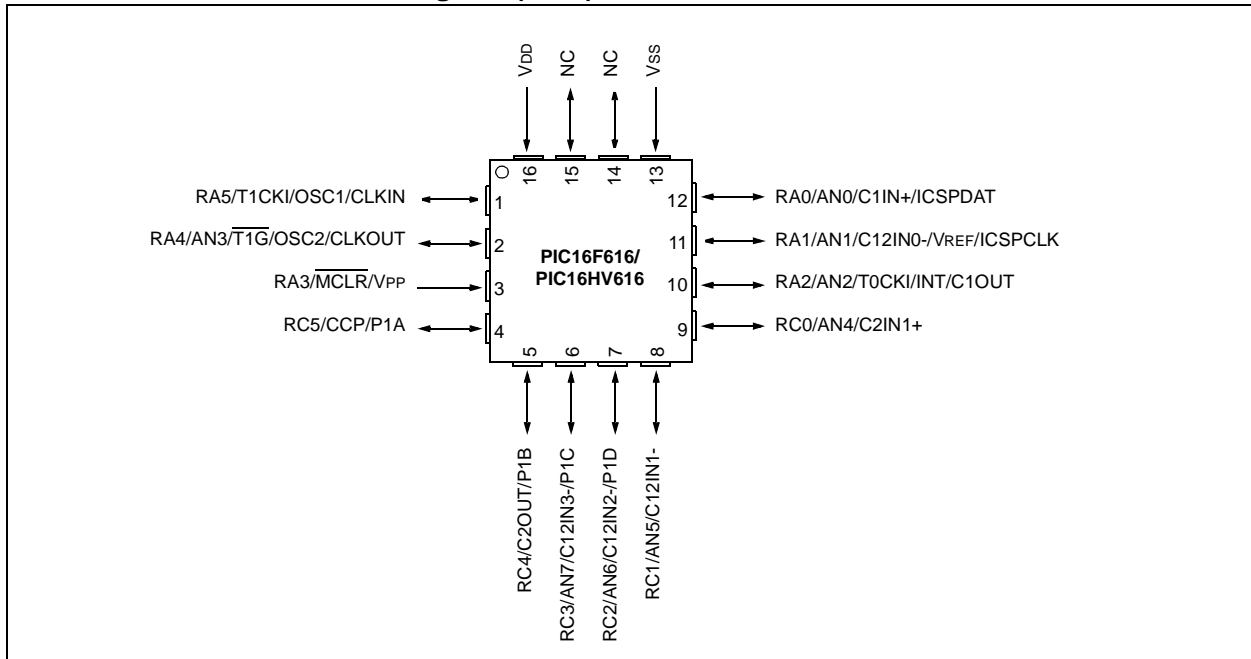 VDD
NC
NC
VSS
16
15
14
13
RA5/T1CKI/OSC1/CLKIN
1
RA4/AN3/T1G/OSC2/CLKOUT
2
RA3/MCLR/VPP
3
RC5/CCP/P1A
4
PIC16F616/
PIC16HV616
12
RA0/AN0/C1IN+/ICSPDAT
11
RA1/AN1/C12IN0-/VREF/ICSPCLK
10
RA2/AN2/T0CKI/INT/C1OUT
9
RC0/AN4/C2IN1+
5
6
7
8
RC4/C2OUT/P1B
RC3/AN7/C12IN3-/P1C
RC2/AN6/C12IN2-/P1D
RC1/AN5/C12IN1-